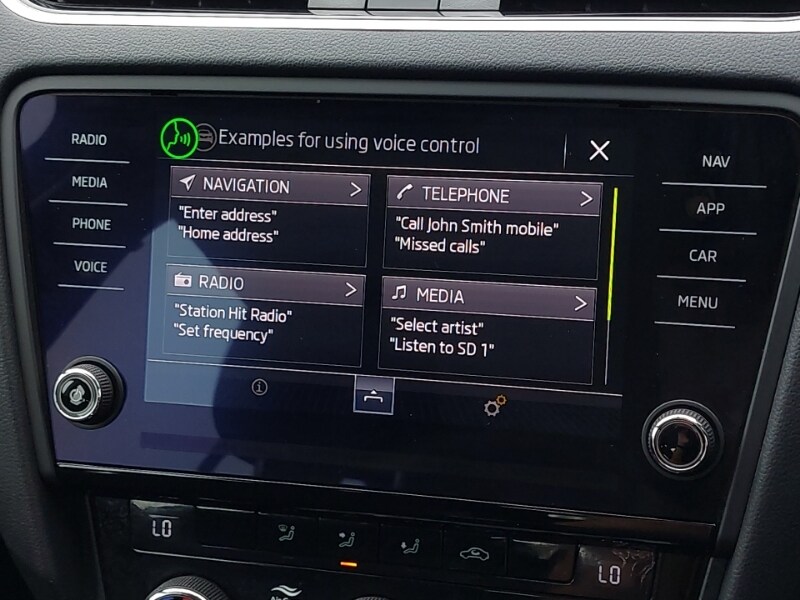 RADIO
MEDIA
PHONE
VOICE
Examples for using voice control
NAVIGATION
"Enter address"
"Home address"
TELEPHONE
"Call John Smith mobile"
"Missed calls"
RADIO
"Station Hit Radio"
"Set frequency"
MEDIA
"Select artist"
"Listen to SD 1"
NAV
APP
CAR
MENU
LO
LO